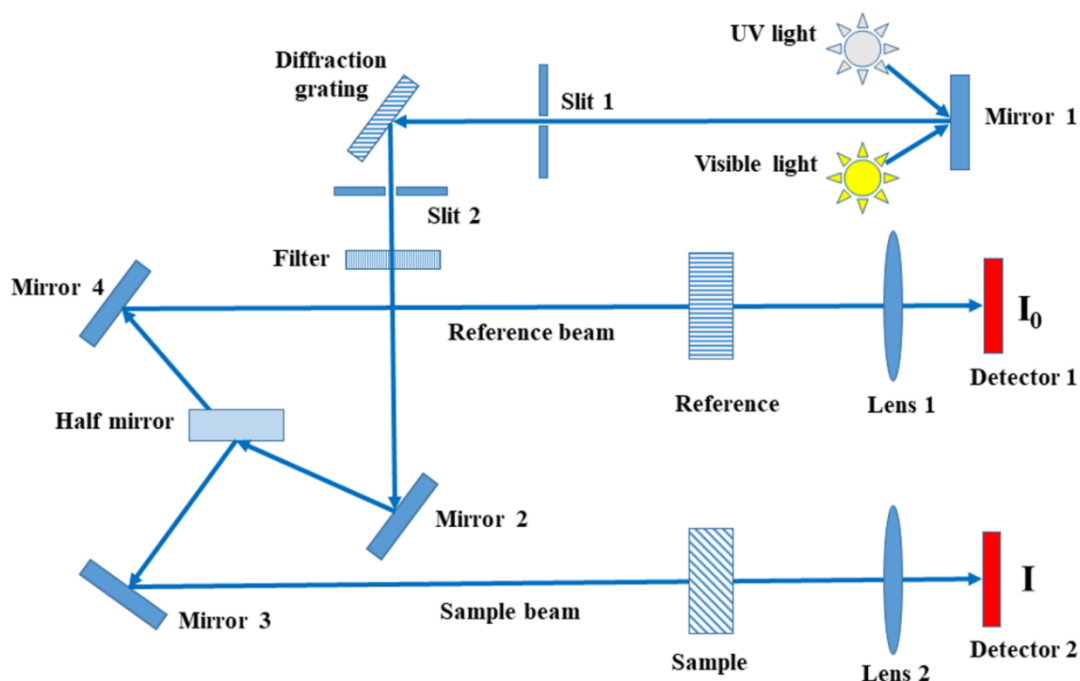 UV light
Diffraction
grating
Slit 1
Mirror 1
Visible light
Slit 2
Filter
Mirror 4
Reference beam
I₀
Detector 1
Reference
Lens 1
Half mirror
Mirror 2
I
Mirror 3
Sample beam
Detector 2
Sample
Lens 2